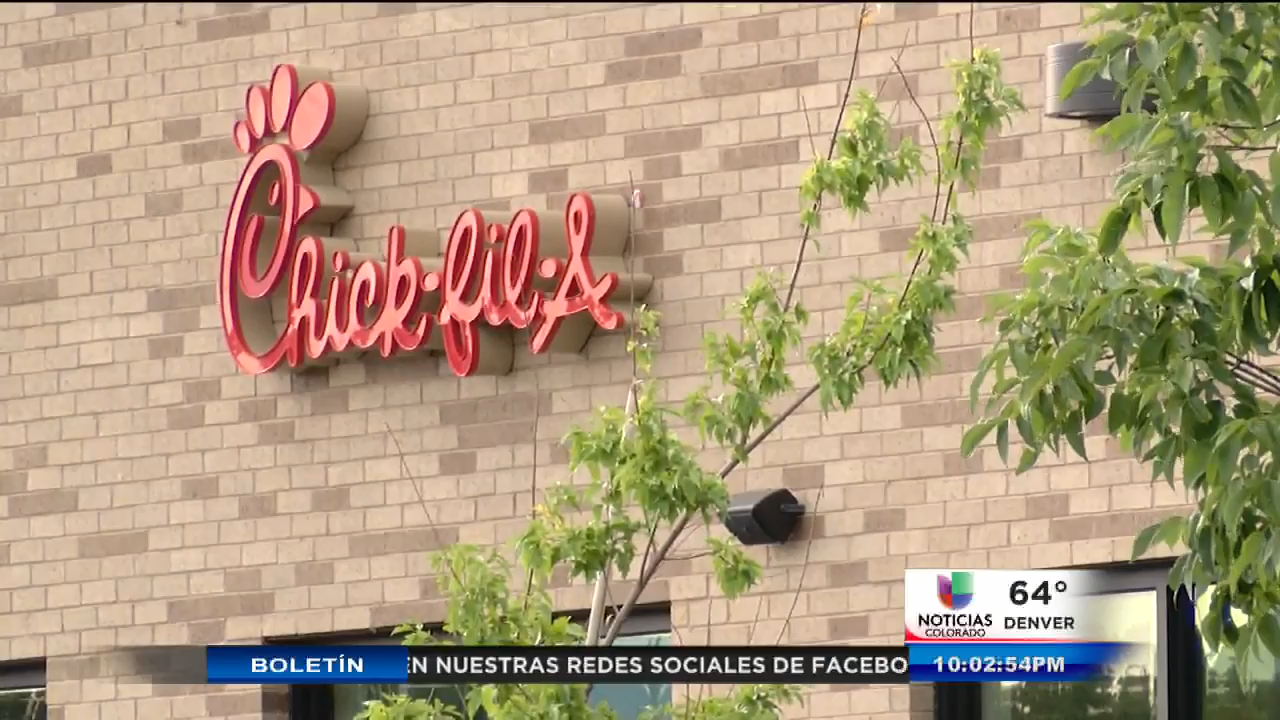 Chick-fil-A
NOTICIAS
COLORADO
64°
DENVER
BOLETÍN
EN NUESTRAS REDES SOCIALES DE FACEBO
10:02:54PM